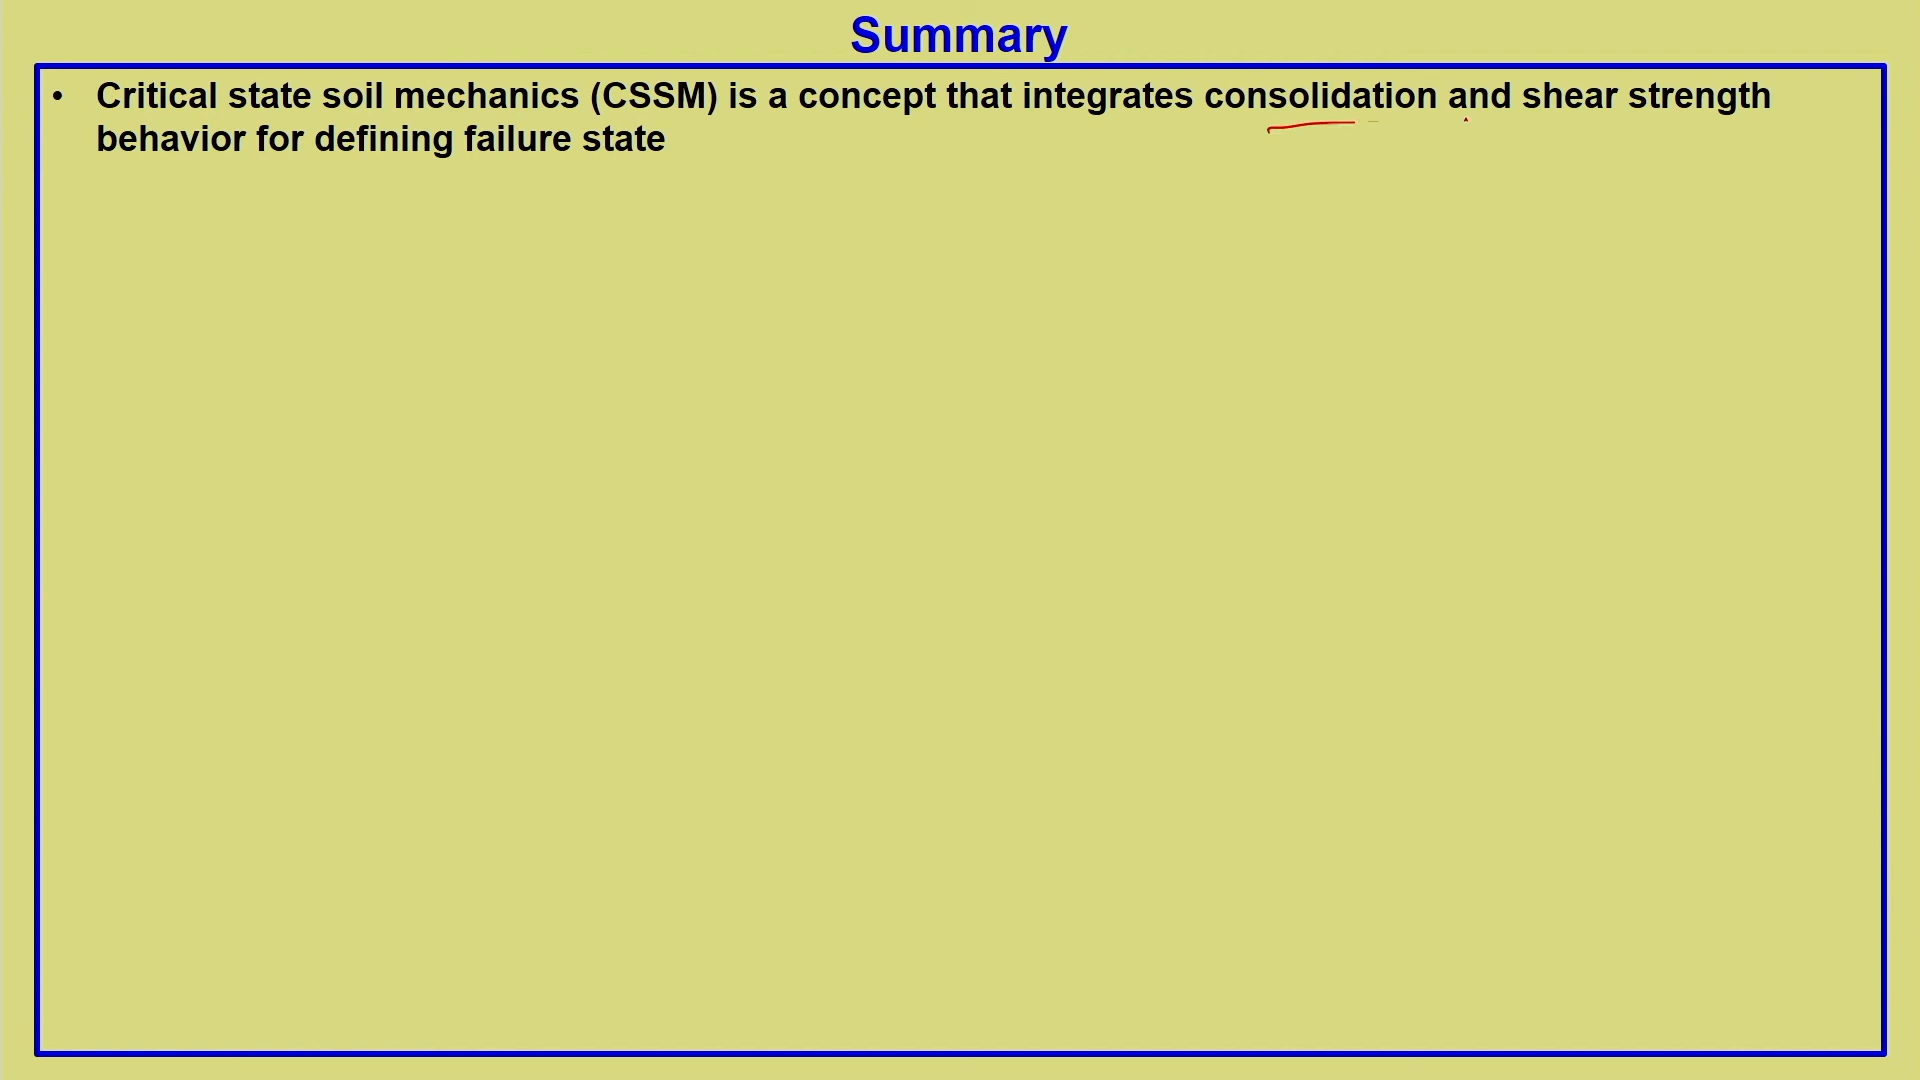 Summary
• Critical state soil mechanics (CSSM) is a concept that integrates consolidation and shear strength
behavior for defining failure state